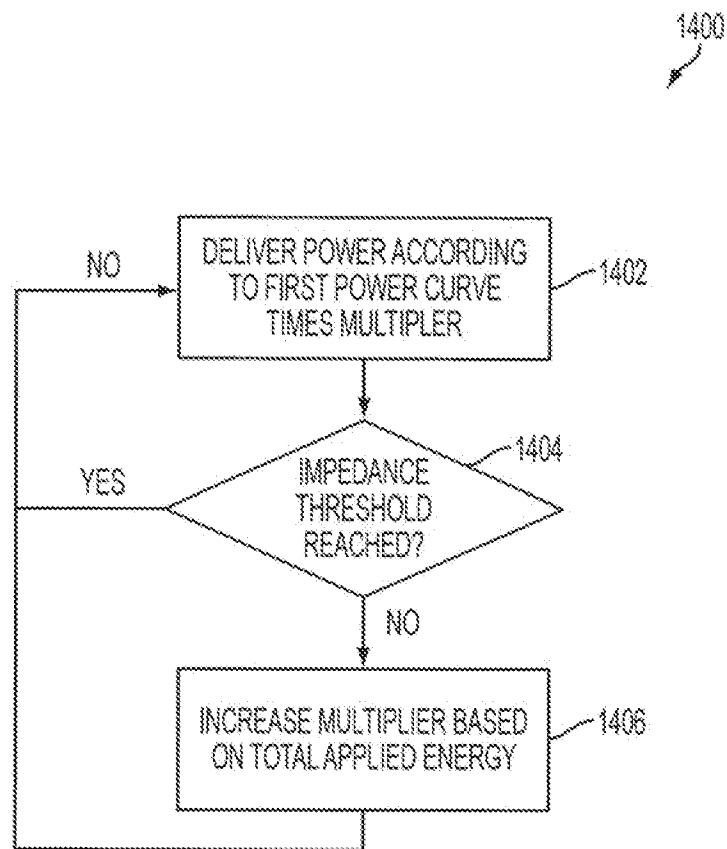 1400
DELIVER POWER ACCORDING
TO FIRST POWER CURVE
TIMES MULTIPLER
NO
1402
IMPEDANCE
THRESHOLD
REACHED?
1404
YES
NO
INCREASE MULTIPLIER BASED
ON TOTAL APPLIED ENERGY
1406